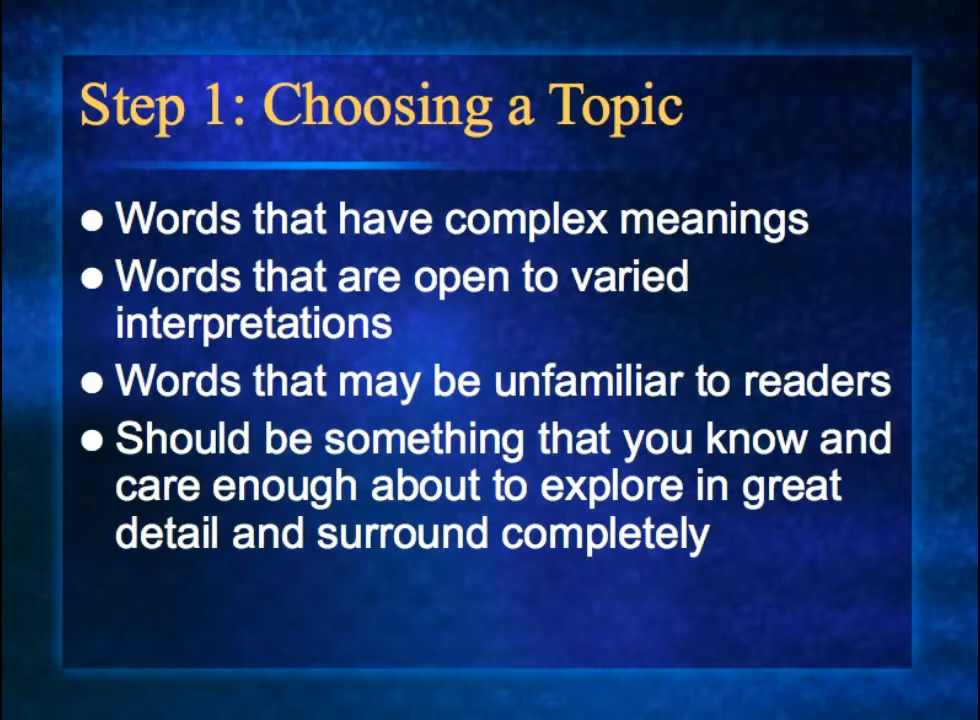 Step 1: Choosing a Topic
● Words that have complex meanings
● Words that are open to varied
interpretations
● Words that may be unfamiliar to readers
● Should be something that you know and
care enough about to explore in great
detail and surround completely